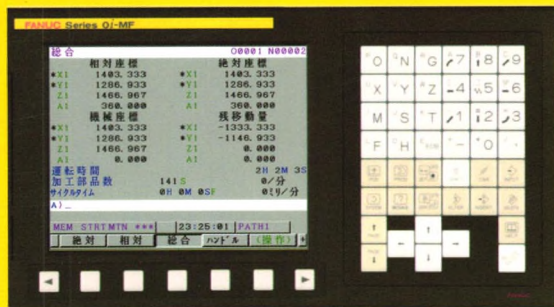 FANUC Series 0i-MF
総合 O0001 N00002
相対座標 絶対座標
*X1 1403.333 *X1 1403.333
*Y1 1286.933 *Y1 1286.933
Z1 1466.967 Z1 1466.967
A1 360.000 A1 360.000
機械座標 残移動量
*X1 1403.333 *X1 -1333.333
*Y1 1286.933 *Y1 -1146.933
Z1 1466.967 Z1 0.000
A1 0.000 A1 0.000
運転時間 2H 2M 3S
加工部品数 141 S 0/分
サイクルタイム 0H 0M 0S F 0ミリ/分
A)_
MEM STRT MTN *** 23:25:01 PATH1
絶対 相対 総合 ハンドル (操作) +
O N G 7 8 9
X Y Z 4 5 6
M S T 1 2 3
F H EOB - 0 .
PAGE
PAGE